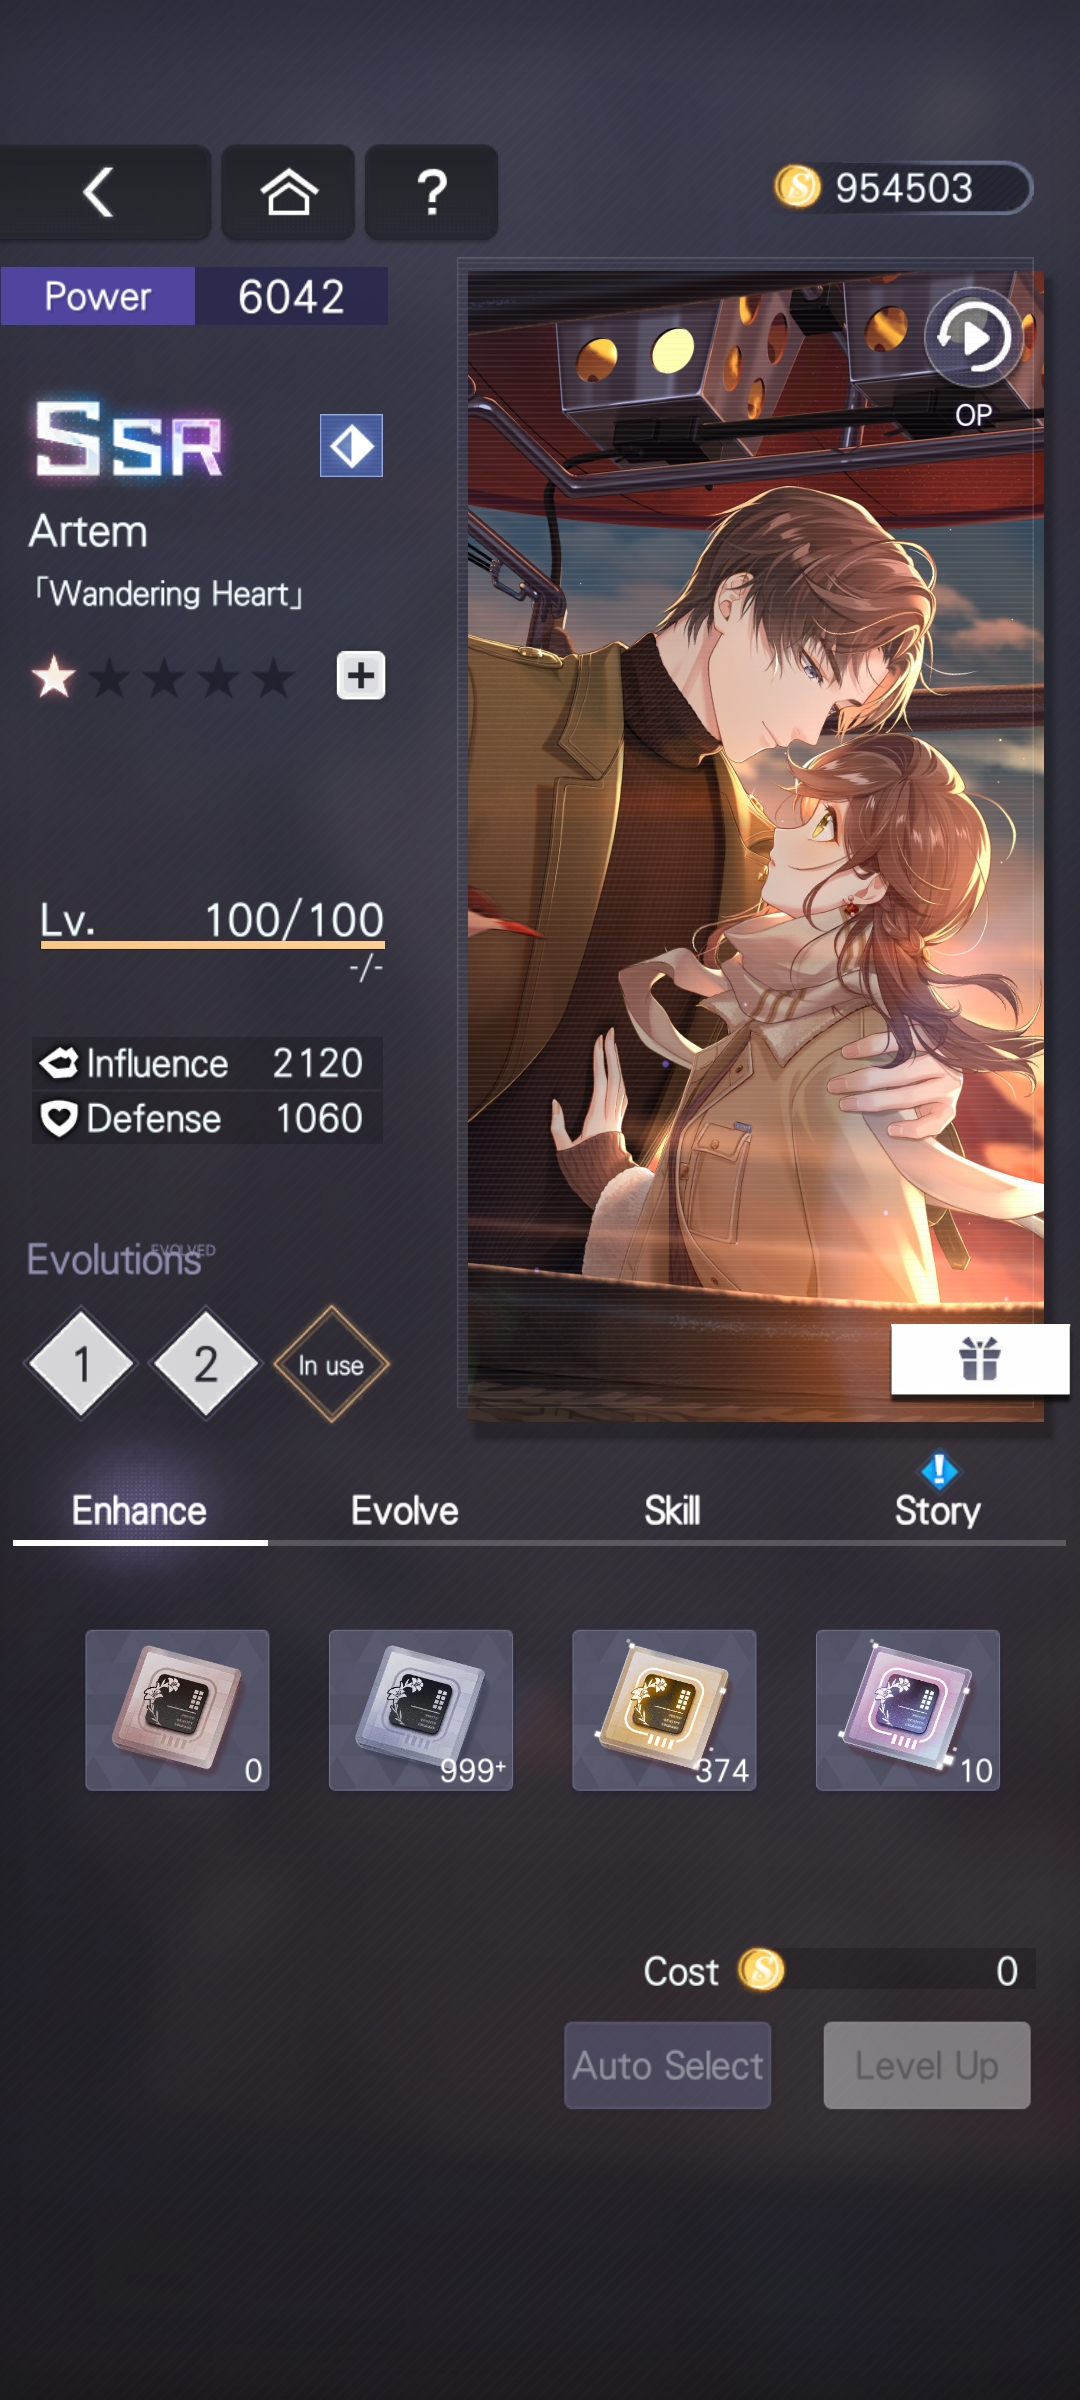 ?
954503
Power 6042
OP
SSR
Artem
「Wandering Heart」
Lv. 100/100
-/-
Influence 2120
Defense 1060
Evolutions EVOLVED
1 2 In use
Enhance Evolve Skill Story
0 999+ 374 10
Cost 0
Auto Select Level Up